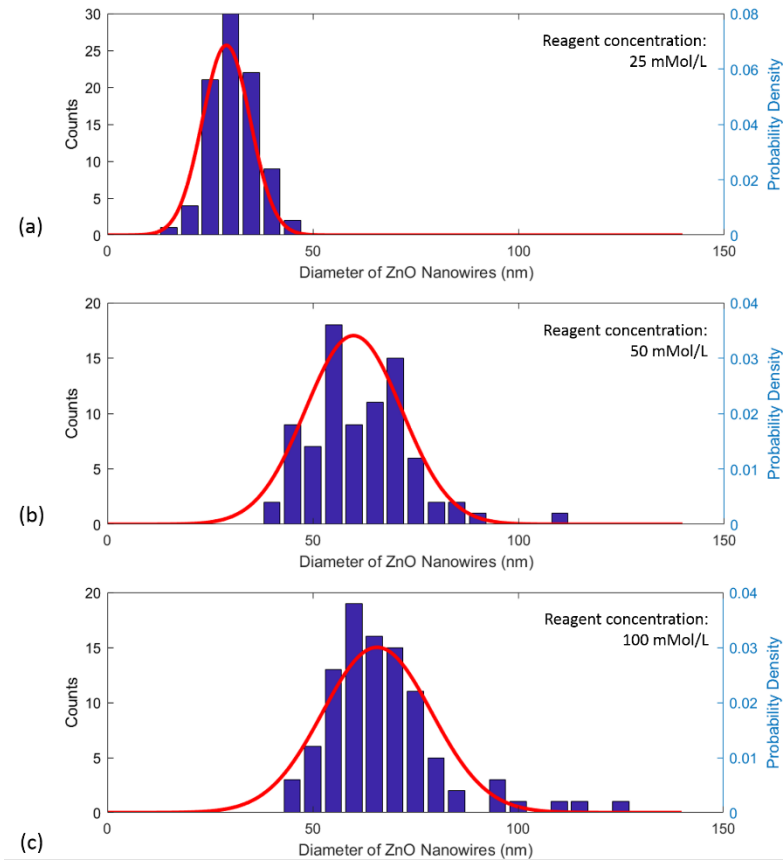 30
25
20
15
10
5
0
Counts
Reagent concentration:
25 mMol/L
0.08
0.06
0.04
0.02
0
Probability Density
(a)
0 50 100 150
Diameter of ZnO Nanowires (nm)
20
15
10
5
0
Counts
Reagent concentration:
50 mMol/L
0.04
0.03
0.02
0.01
0
Probability Density
(b)
0 50 100 150
Diameter of ZnO Nanowires (nm)
20
15
10
5
0
Counts
Reagent concentration:
100 mMol/L
0.04
0.03
0.02
0.01
0
Probability Density
(c)
0 50 100 150
Diameter of ZnO Nanowires (nm)